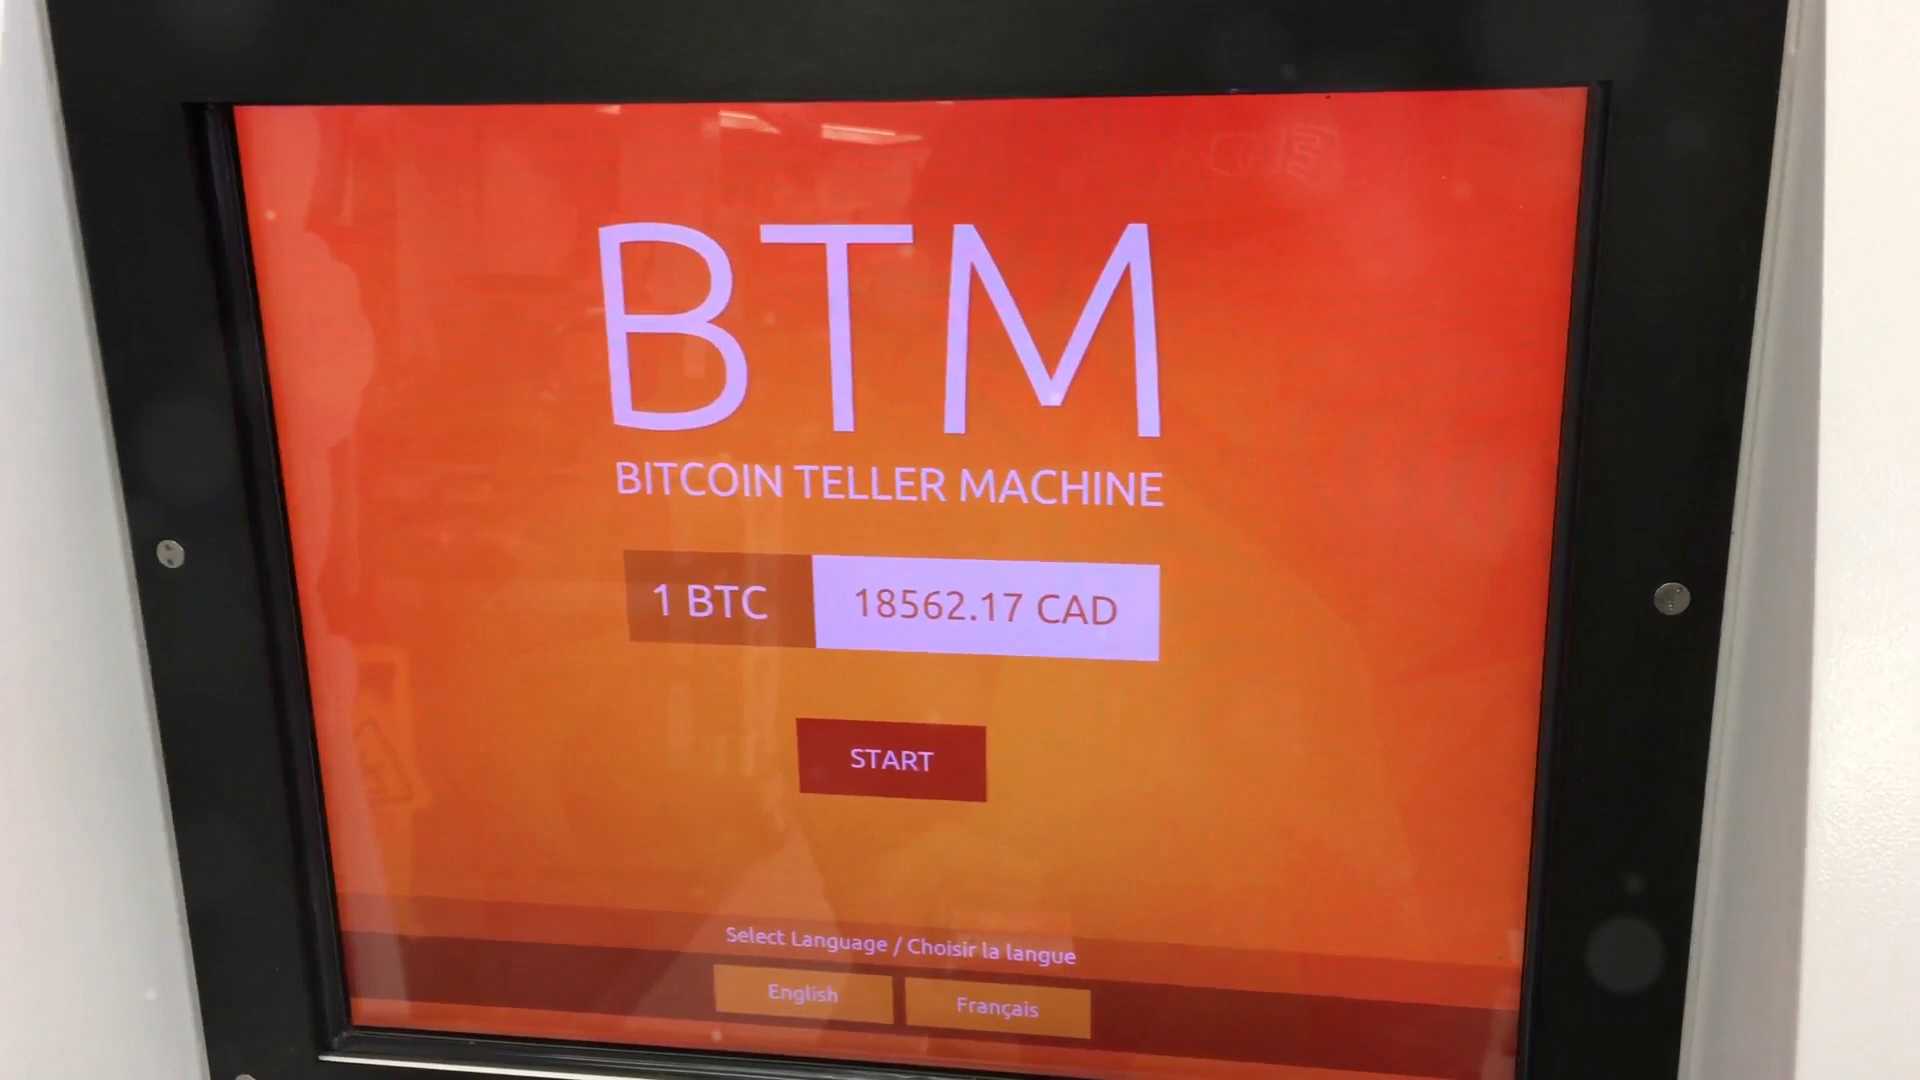 BTM
BITCOIN TELLER MACHINE
1 BTC 18562.17 CAD
START
Select Language / Choisir la langue
English Français